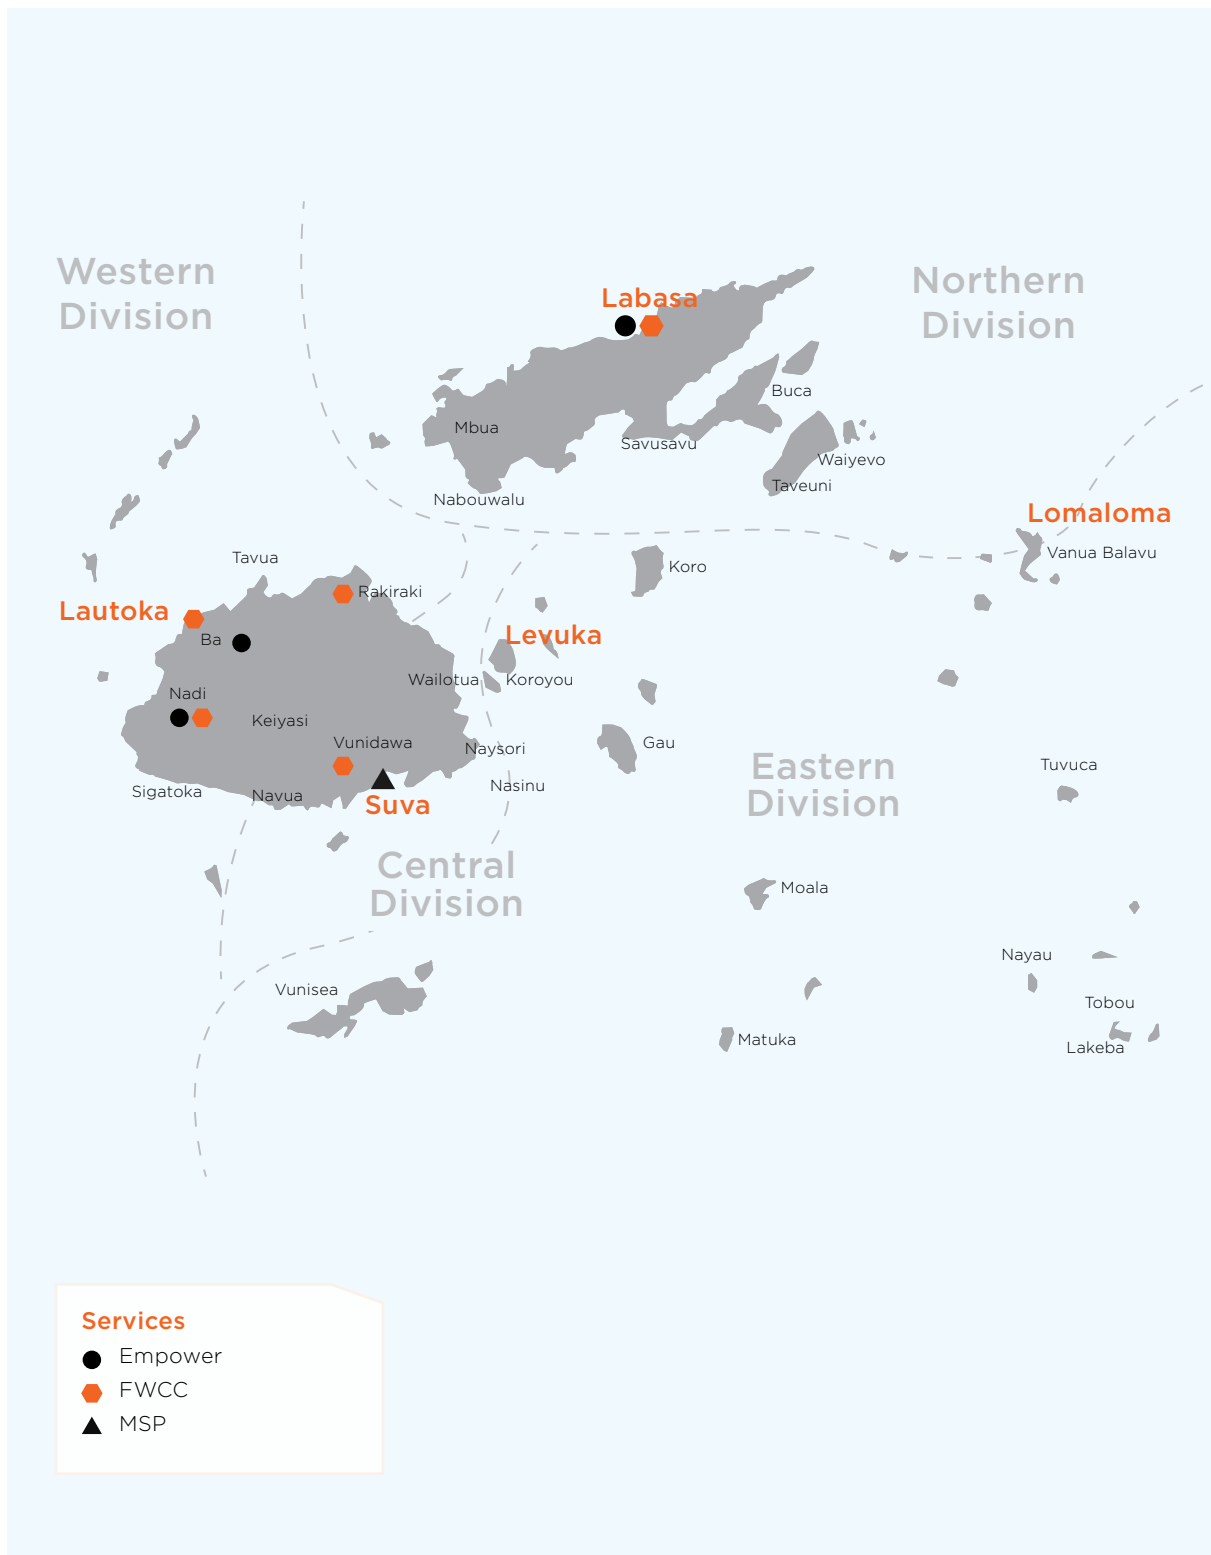 Western
Division
Northern
Division
Labasa
Buca
Mbua
Savusavu
Waiyevo
Taveuni
Nabouwalu
Lomaloma
Vanua Balavu
Tavua
Koro
Rakiraki
Lautoka
Levuka
Ba
Wailotua
Koroyou
Nadi
Keiyasi
Vunidawa
Naysori
Gau
Eastern
Division
Tuvuca
Sigatoka
Navua
Nasinu
Suva
Central
Division
Moala
Nayau
Vunisea
Tobou
Matuka
Lakeba
Services
Empower
FWCC
MSP